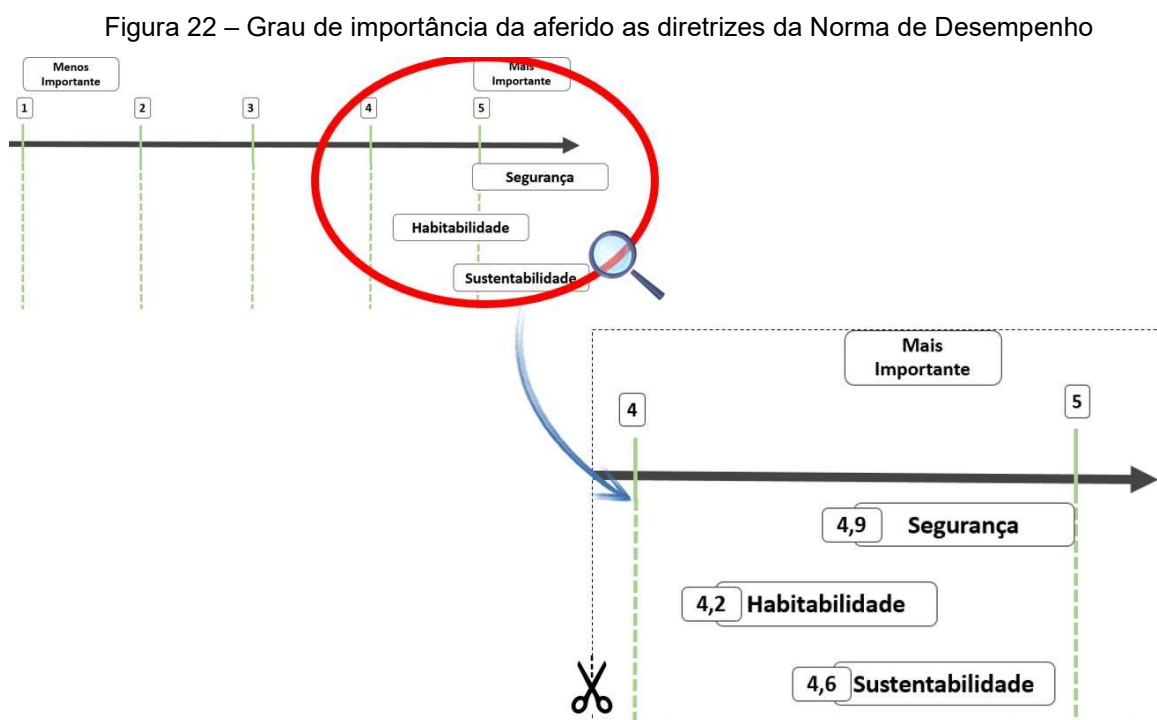 Figura 22 – Grau de importância da aferido as diretrizes da Norma de Desempenho
Menos
Importante
Mais
Importante
1
2
3
4
5
Segurança
Habitabilidade
Sustentabilidade
Mais
Importante
4
5
4,9 Segurança
4,2 Habitabilidade
4,6 Sustentabilidade